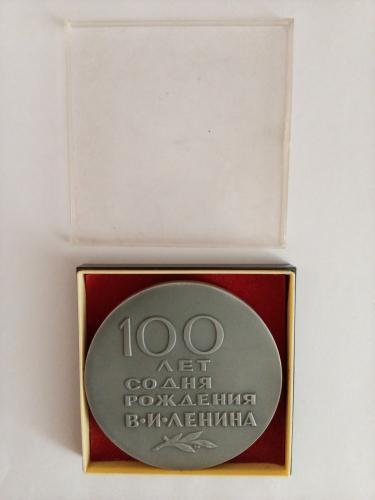 100
ЛЕТ
СО ДНЯ
РОЖДЕНИЯ
В·И·ЛЕНИНА